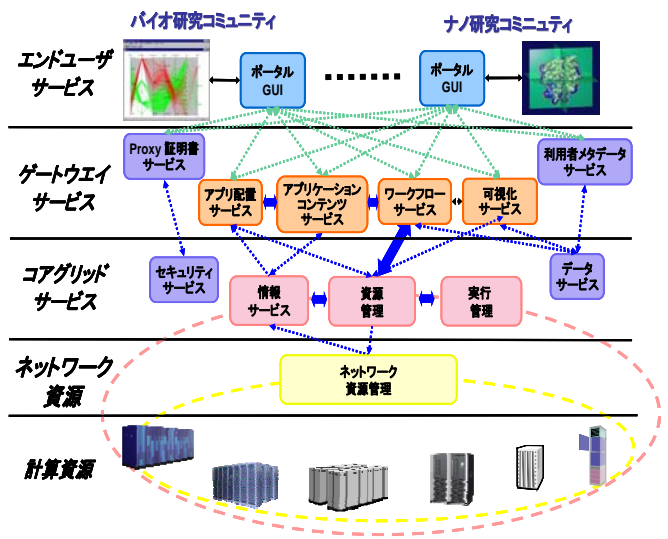 バイオ研究コミュニティ
ナノ研究コミニュティ
エンドユーザ
サービス
ポータル
GUI
ポータル
GUI
ゲートウエイ
サービス
Proxy 証明書
サービス
利用者メタデータ
サービス
アプリ配置
サービス
アプリケーション
コンテンツ
サービス
ワークフロー
サービス
可視化
サービス
コアグリッド
サービス
セキュリティ
サービス
情報
サービス
資源
管理
実行
管理
データ
サービス
ネットワーク
資源
ネットワーク
資源管理
計算資源